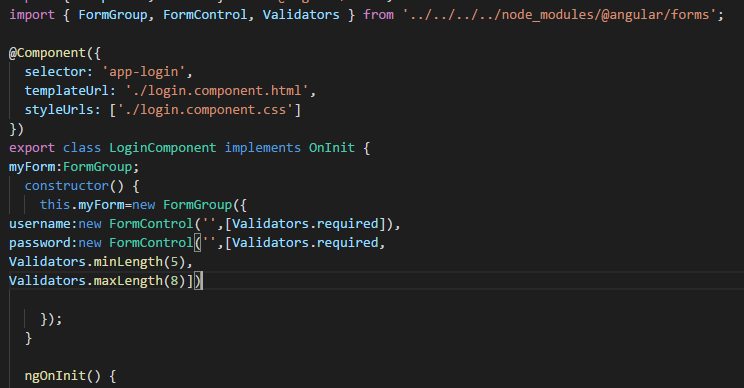 import { FormGroup, FormControl, Validators } from '../../../../node_modules/@angular/forms';
@Component({
  selector: 'app-login',
  templateUrl: './login.component.html',
  styleUrls: ['./login.component.css']
})
export class LoginComponent implements OnInit {
myForm:FormGroup;
  constructor() {
    this.myForm=new FormGroup({
username:new FormControl('',[Validators.required]),
password:new FormControl('',[Validators.required,
Validators.minLength(5),
Validators.maxLength(8)])
    });
  }
  ngOnInit() {